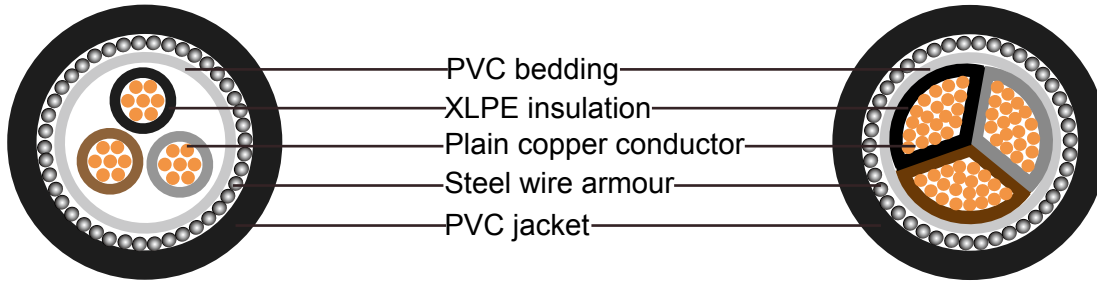 PVC bedding
XLPE insulation
Plain copper conductor
Steel wire armour
PVC jacket